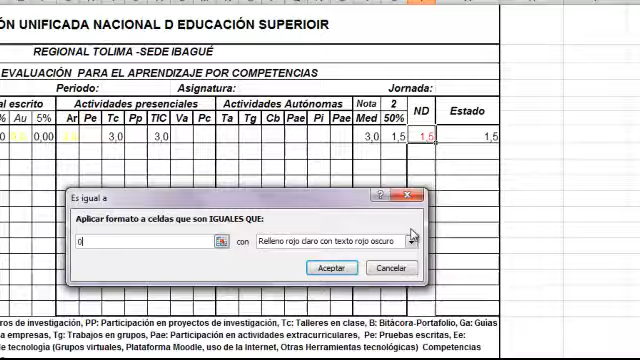 ÓN UNIFICADA NACIONAL D EDUCACIÓN SUPERIOIR
REGIONAL TOLIMA -SEDE IBAGUÉ
EVALUACIÓN PARA EL APRENDIZAJE POR COMPETENCIAS
Periodo: Asignatura: Jornada:
al escrito Actividades presenciales Actividades Autónomas Nota 2 ND Estado
% Au 5% Ar Pe Tc Pp TIC Va Pc Ta Tg Cb Pae Pi Pae Med 50%
0 0,00 3,0 3,0 3,0 1,5 1,5 1,5
Es igual a
Aplicar formato a celdas que son IGUALES QUE:
0 con Relleno rojo claro con texto rojo oscuro
Aceptar Cancelar
ros de investigación, PP: Participación en proyectos de investigación, Tc: Talleres en clase, B: Bitácora-Portafolio, Ga: Guías
a empresas, Tg: Trabajos en grupos, Pae: Participación en actividades extracurriculares, Pt.: Pruebas escritas, Ee:
de tecnología (Grupos virtuales, Plataforma Moodle, uso de la Internet, Otras Herramientas tecnológicas) Competencias